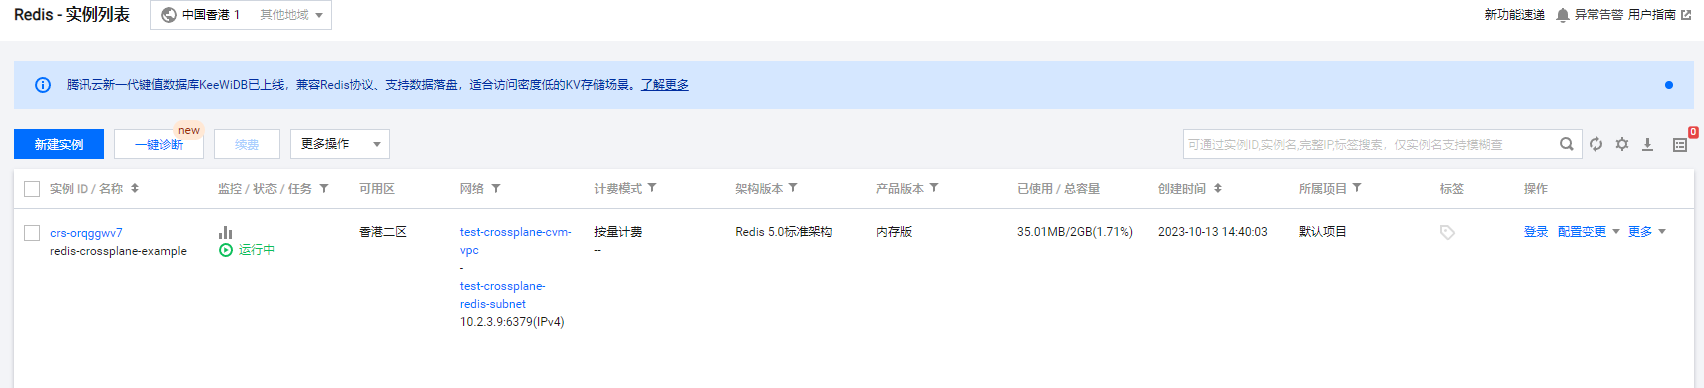 Redis - 实例列表
中国香港 1 其他地域
新功能速递 异常告警 用户指南
腾讯云新一代键值数据库KeeWiDB已上线，兼容Redis协议、支持数据落盘，适合访问密度低的KV存储场景。了解更多
新建实例
一键诊断
new
续费
更多操作
可通过实例ID,实例名,完整IP,标签搜索，仅实例名支持模糊查
0
实例 ID / 名称 监控 / 状态 / 任务 可用区 网络 计费模式 架构版本 产品版本 已使用 / 总容量 创建时间 所属项目 标签 操作
crs-orqggwv7
redis-crossplane-example
运行中
香港二区
test-crossplane-cvm-
vpc
-
test-crossplane-
redis-subnet
10.2.3.9:6379(IPv4)
按量计费
--
Redis 5.0标准架构
内存版
35.01MB/2GB(1.71%)
2023-10-13 14:40:03
默认项目
登录 配置变更 更多